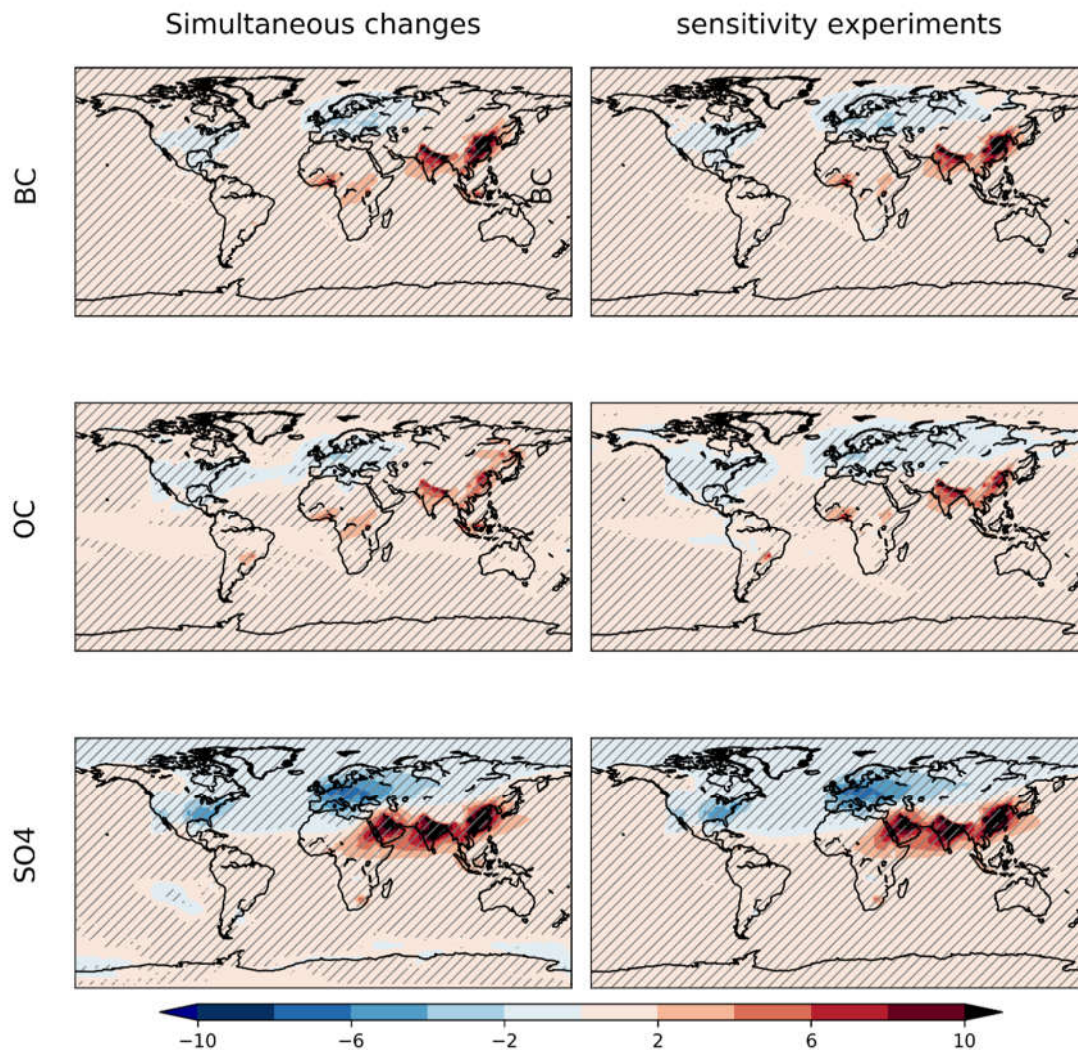 Simultaneous changes
sensitivity experiments
BC
BC
OC
SO4
−10
−6
−2
2
6
10